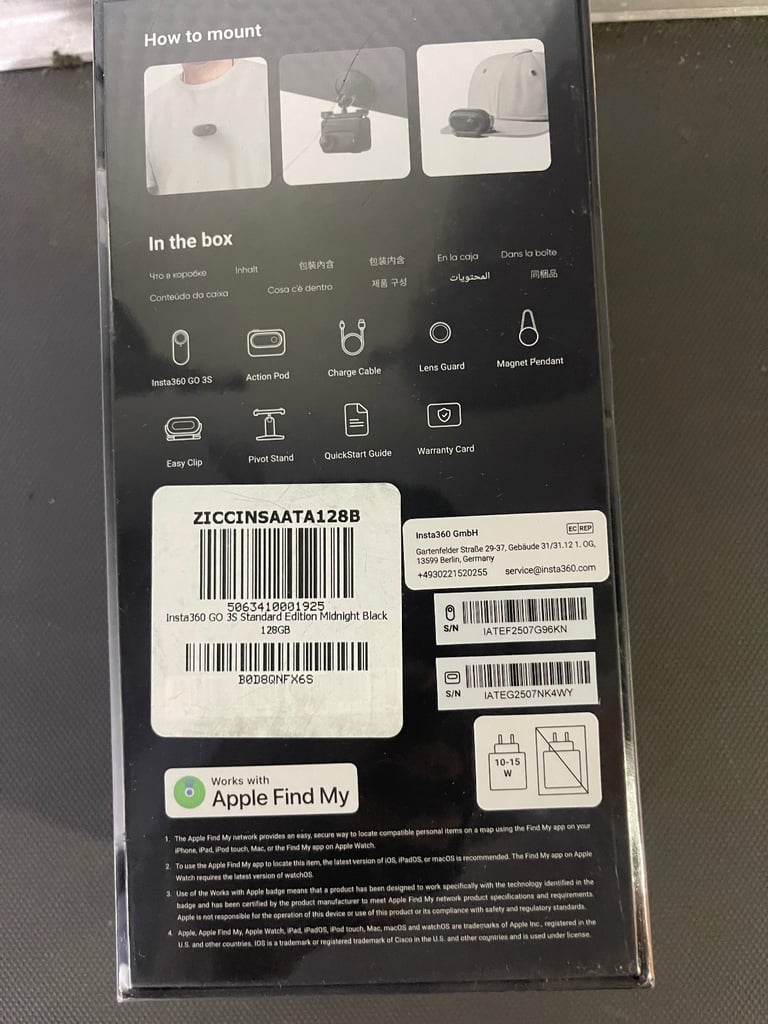 How to mount
In the box
Что в коробке
Inhalt
包裝內含
包装内含
En la caja
Dans la boîte
Conteúdo da caixa
Cosa c'è dentro
제품 구성
المحتويات
同梱品
Insta360 GO 3S
Action Pod
Charge Cable
Lens Guard
Magnet Pendant
Easy Clip
Pivot Stand
QuickStart Guide
Warranty Card
ZICCINSAATA128B
5063410001925
Insta360 GO 3S Standard Edition Midnight Black
128GB
B0D8QNFX6S
Insta360 GmbH
EC REP
Gartenfelder Straße 29-37, Gebäude 31/31.12 1. OG,
13599 Berlin, Germany
+4930221520255 service@insta360.com
S/N
IATEF2507G96KN
S/N
IATEG2507NK4WY
10-15
W
Works with
Apple Find My
1. The Apple Find My network provides an easy, secure way to locate compatible personal items on a map using the Find My app on your
iPhone, iPad, iPod touch, Mac, or the Find My app on Apple Watch.
2. To use the Apple Find My app to locate this item, the latest version of iOS, iPadOS, or macOS is recommended. The Find My app on Apple
Watch requires the latest version of watchOS.
3. Use of the Works with Apple badge means that a product has been designed to work specifically with the technology identified in the
badge and has been certified by the product manufacturer to meet Apple Find My network product specifications and requirements.
Apple is not responsible for the operation of this device or use of this product or its compliance with safety and regulatory standards.
4. Apple, Apple Find My, Apple Watch, iPad, iPadOS, iPod touch, Mac, macOS and watchOS are trademarks of Apple Inc., registered in the
U.S. and other countries. IOS is a trademark or registered trademark of Cisco in the U.S. and other countries and is used under license.